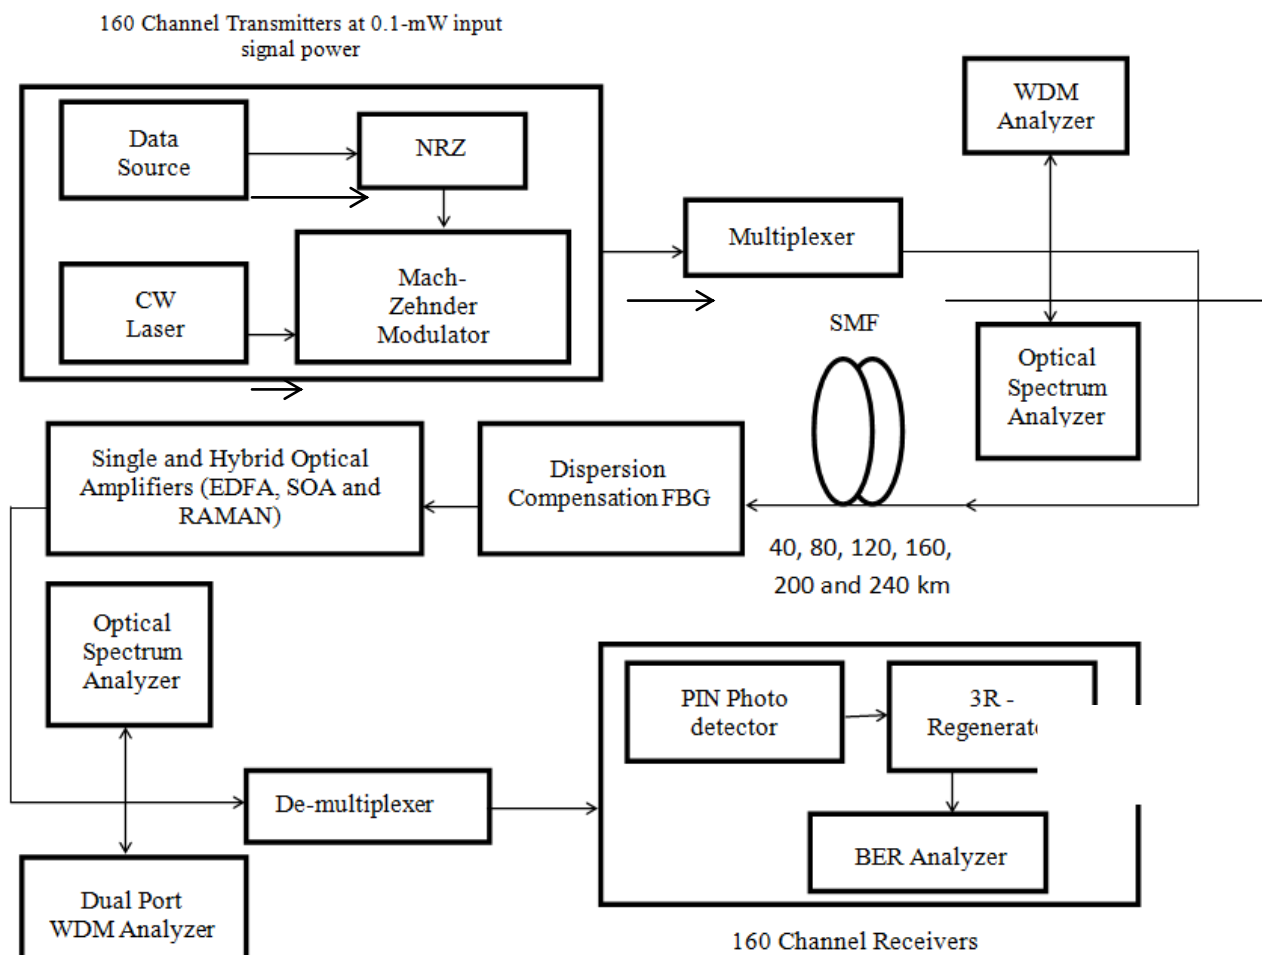 160 Channel Transmitters at 0.1-mW input
signal power
Data
Source
NRZ
CW
Laser
Mach-
Zehnder
Modulator
Multiplexer
WDM
Analyzer
Optical
Spectrum
Analyzer
SMF
40, 80, 120, 160,
200 and 240 km
Dispersion
Compensation FBG
Single and Hybrid Optical
Amplifiers (EDFA, SOA and
RAMAN)
Optical
Spectrum
Analyzer
Dual Port
WDM Analyzer
De-multiplexer
PIN Photo
detector
3R -
BER Analyzer
160 Channel Receivers